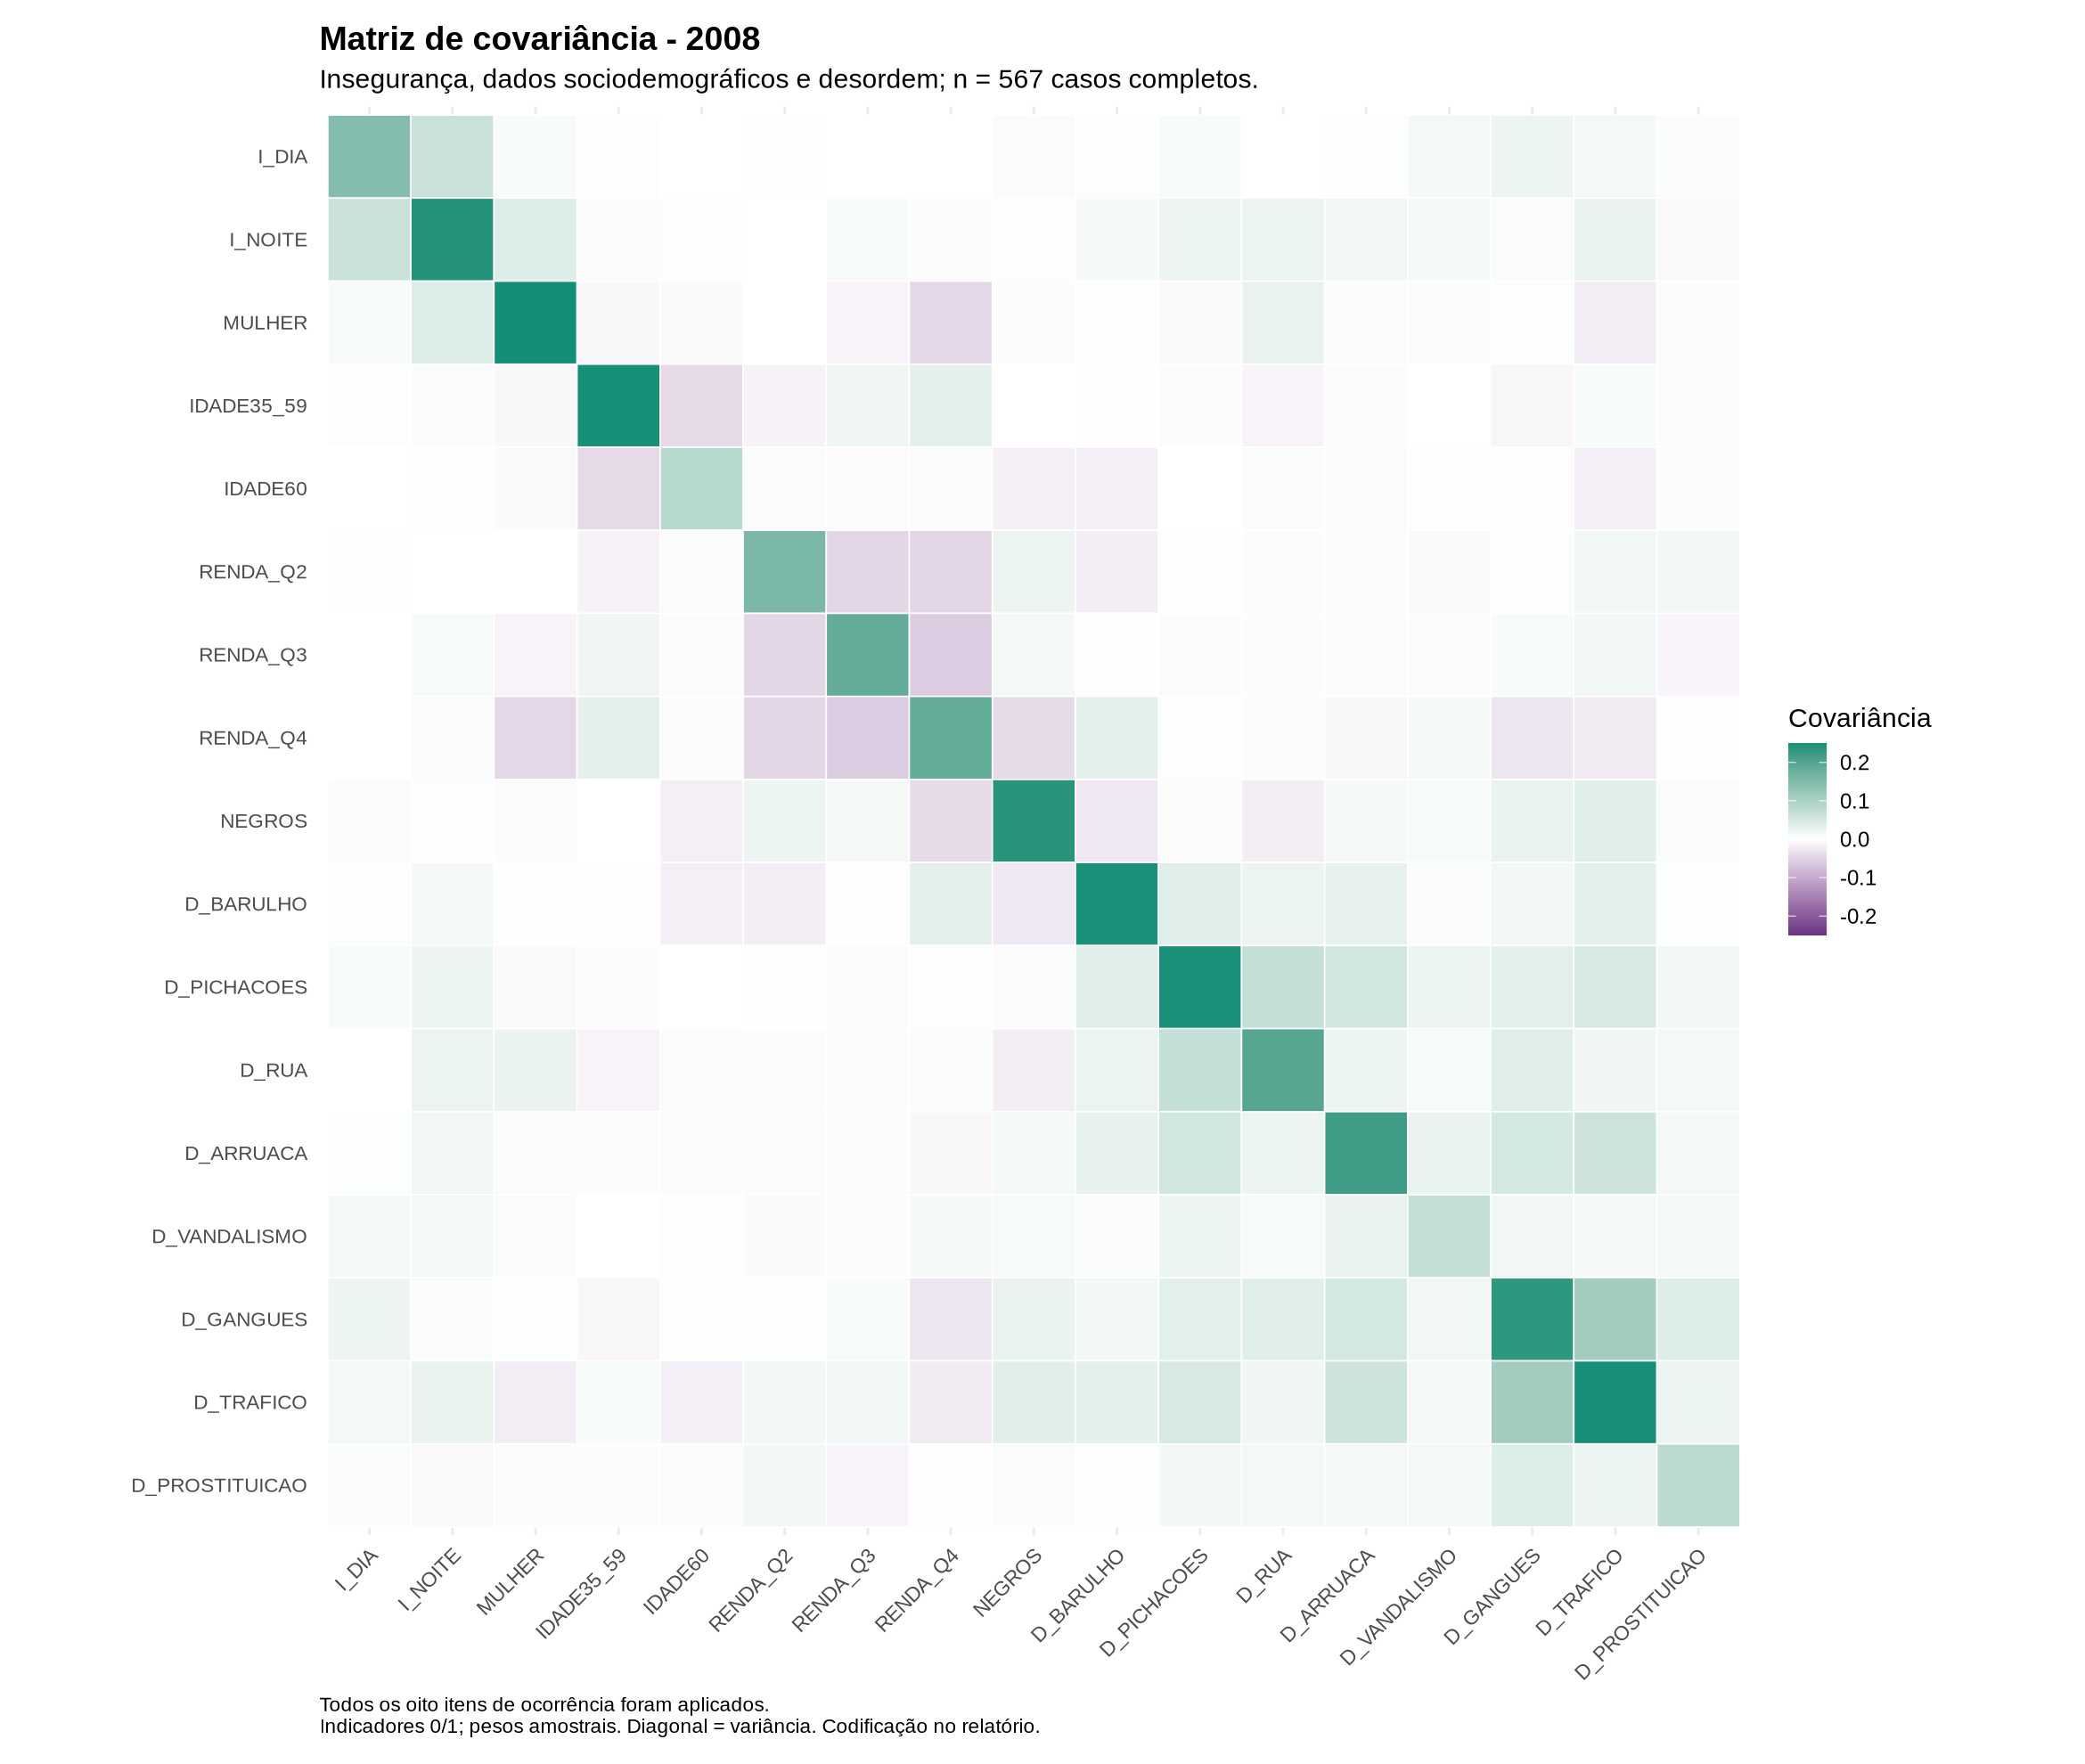 Matriz de covariância - 2008
Insegurança, dados sociodemográficos e desordem; n = 567 casos completos.
I_DIA
I_NOITE
MULHER
IDADE35_59
IDADE60
RENDA_Q2
RENDA_Q3
RENDA_Q4
NEGROS
D_BARULHO
D_PICHACOES
D_RUA
D_ARRUACA
D_VANDALISMO
D_GANGUES
D_TRAFICO
D_PROSTITUICAO
Covariância
0.2
0.1
0.0
-0.1
-0.2
I_DIA
I_NOITE
MULHER
IDADE35_59
IDADE60
RENDA_Q2
RENDA_Q3
RENDA_Q4
NEGROS
D_BARULHO
D_PICHACOES
D_RUA
D_ARRUACA
D_VANDALISMO
D_GANGUES
D_TRAFICO
D_PROSTITUICAO
Todos os oito itens de ocorrência foram aplicados.
Indicadores 0/1; pesos amostrais. Diagonal = variância. Codificação no relatório.